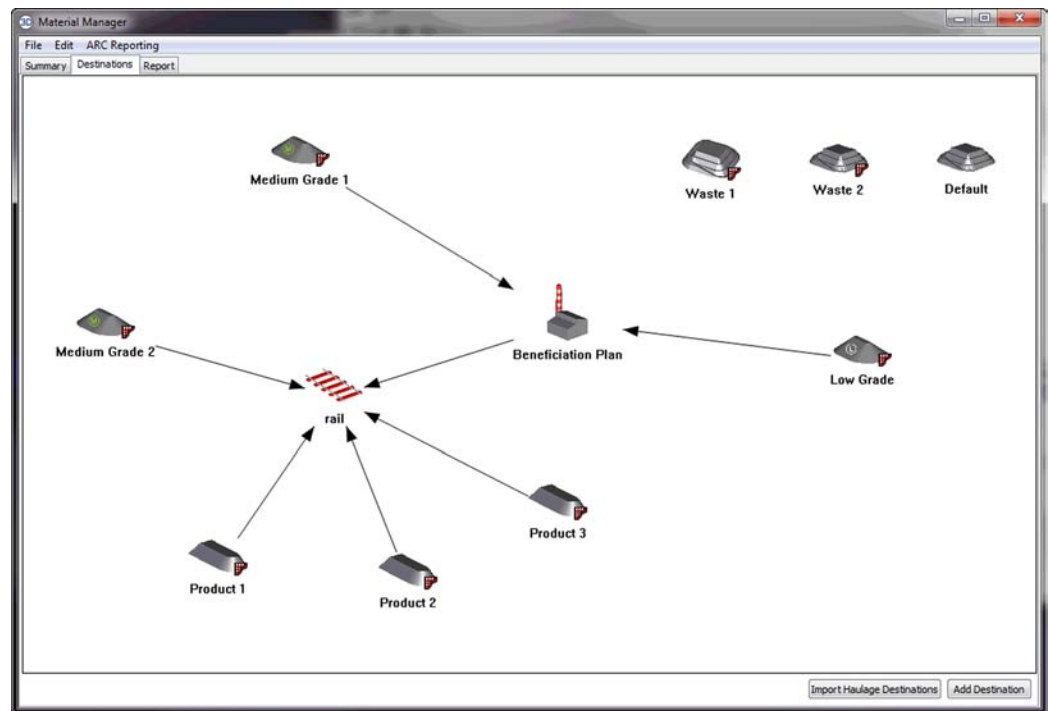 3D Material Manager
File Edit ARC Reporting
Summary Destinations Report
Medium Grade 1
Waste 1
Waste 2
Default
Medium Grade 2
Beneficiation Plan
Low Grade
rail
Product 3
Product 1
Product 2
Import Haulage Destinations
Add Destination